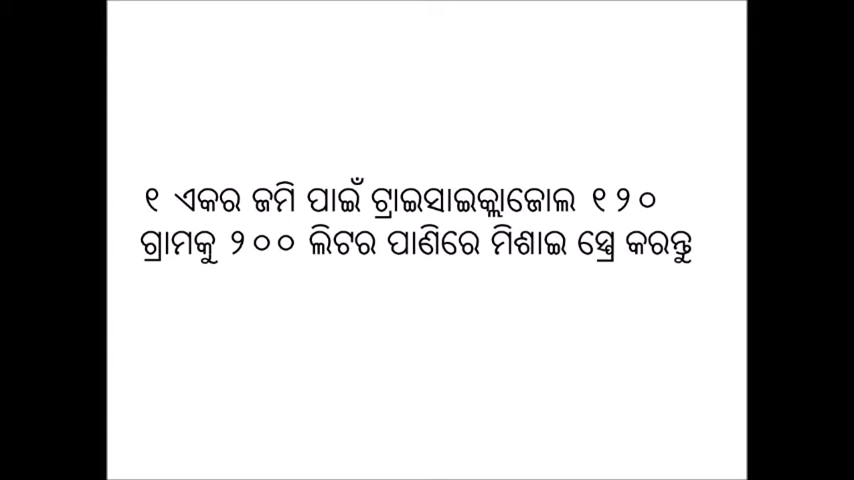 ୧ ଏକର ଜମି ପାଇଁ ଟ୍ରାଇସାଇକ୍ଲାଜୋଲ ୧୨୦
ଗ୍ରାମକୁ ୨୦୦ ଲିଟର ପାଣିରେ ମିଶାଇ ସ୍ପ୍ରେ କରନ୍ତୁ